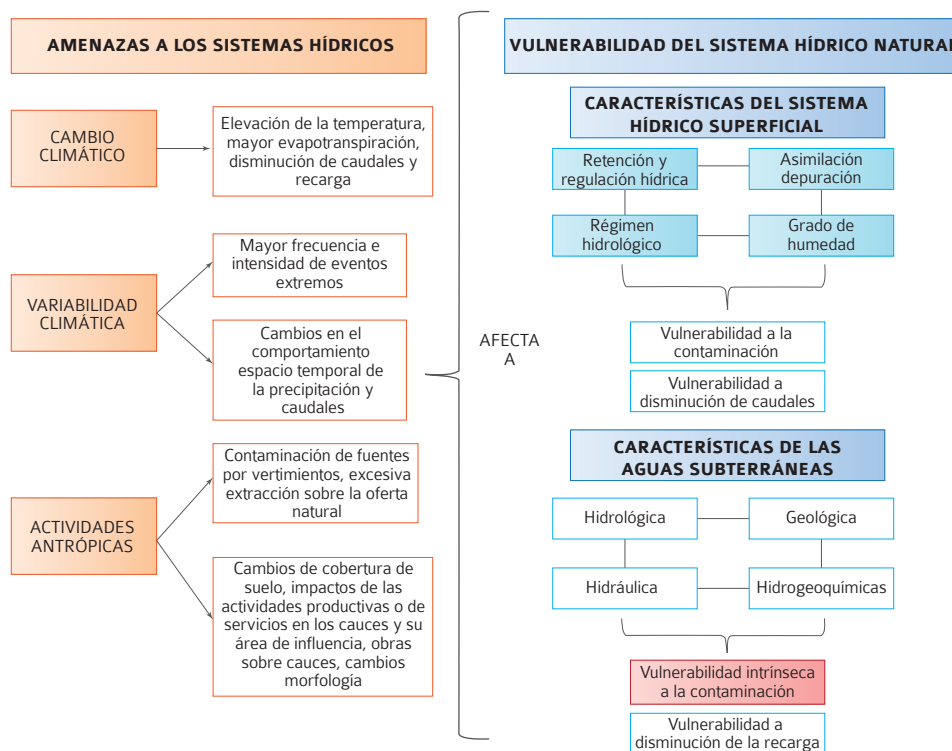 AMENAZAS A LOS SISTEMAS HÍDRICOS
CAMBIO
CLIMÁTICO
Elevación de la temperatura,
mayor evapotranspiración,
disminución de caudales y
recarga
VARIABILIDAD
CLIMÁTICA
Mayor frecuencia e
intensidad de eventos
extremos
Cambios en el
comportamiento
espacio temporal de
la precipitación y
caudales
ACTIVIDADES
ANTRÓPICAS
Contaminación de fuentes
por vertimientos, excesiva
extracción sobre la oferta
natural
Cambios de cobertura de
suelo, impactos de las
actividades productivas o de
servicios en los cauces y su
área de influencia, obras
sobre cauces, cambios
morfología
AFECTA
A
VULNERABILIDAD DEL SISTEMA HÍDRICO NATURAL
CARACTERÍSTICAS DEL SISTEMA
HÍDRICO SUPERFICIAL
Retención y
regulación hídrica
Asimilación
depuración
Régimen
hidrológico
Grado de
humedad
Vulnerabilidad a la
contaminación
Vulnerabilidad a
disminución de caudales
CARACTERÍSTICAS DE LAS
AGUAS SUBTERRÁNEAS
Hidrológica
Geológica
Hidráulica
Hidrogeoquímicas
Vulnerabilidad intrínseca
a la contaminación
Vulnerabilidad a
disminución de la recarga